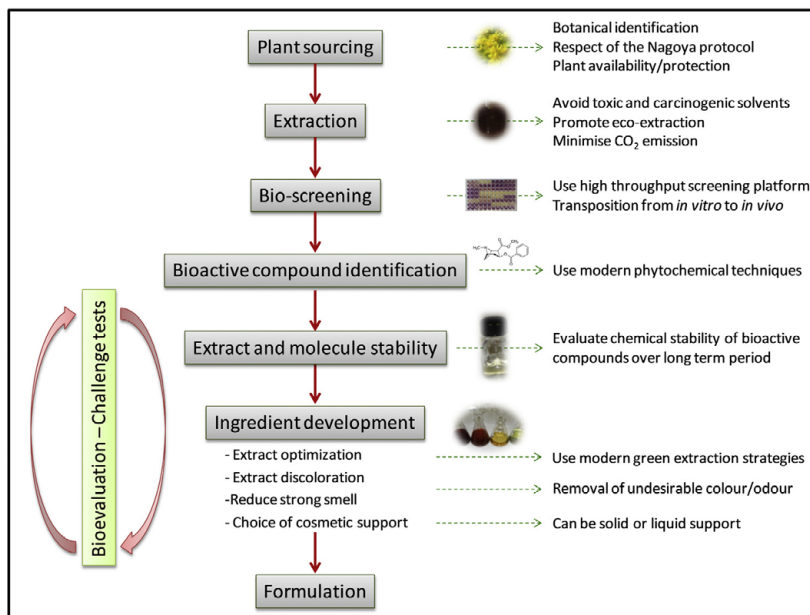 Plant sourcing
Botanical identification
Respect of the Nagoya protocol
Plant availability/protection
Extraction
Avoid toxic and carcinogenic solvents
Promote eco-extraction
Minimise CO2 emission
Bio-screening
Use high throughput screening platform
Transposition from in vitro to in vivo
Bioactive compound identification
H3C
N
O
CH3
O
O
O
Use modern phytochemical techniques
Extract and molecule stability
Evaluate chemical stability of bioactive
compounds over long term period
Ingredient development
- Extract optimization
Use modern green extraction strategies
- Extract discoloration
Removal of undesirable colour/odour
-Reduce strong smell
- Choice of cosmetic support
Can be solid or liquid support
Formulation
Bioevaluation – Challenge tests